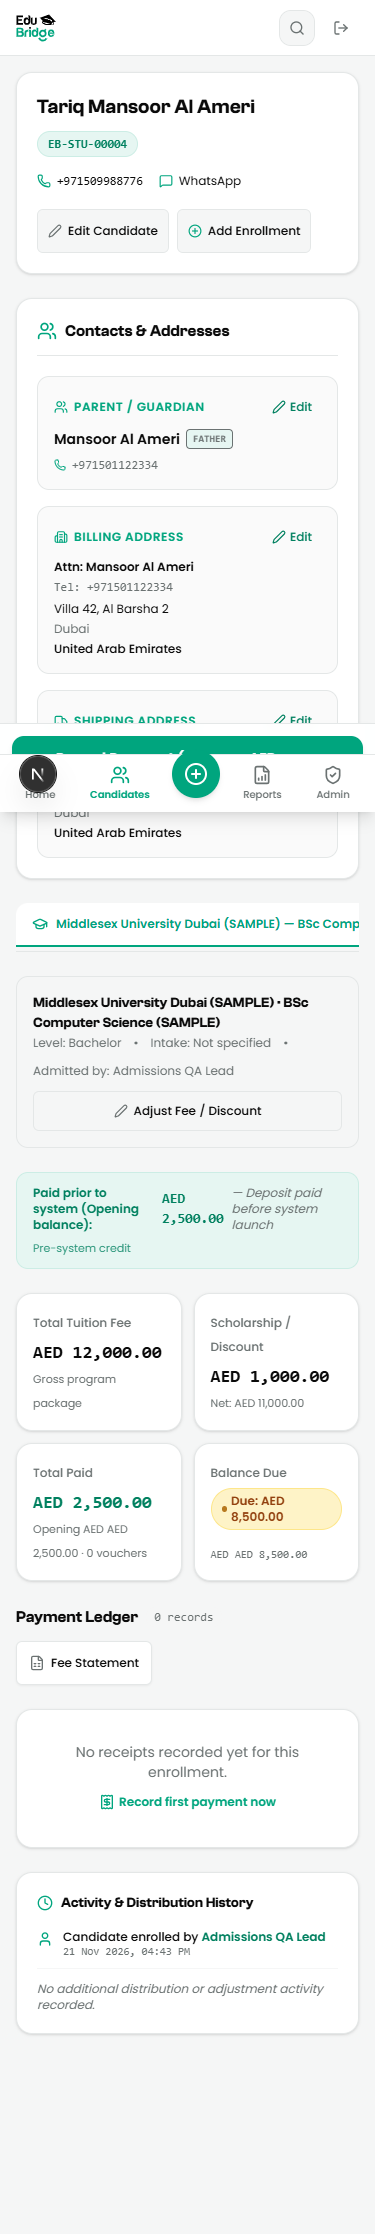 Edu
Bridge
Tariq Mansoor Al Ameri
EB-STU-00004
+971509988776 WhatsApp
Edit Candidate Add Enrollment
Contacts & Addresses
PARENT / GUARDIAN Edit
Mansoor Al Ameri FATHER
+971501122334
BILLING ADDRESS Edit
Attn: Mansoor Al Ameri
Tel: +971501122334
Villa 42, Al Barsha 2
Dubai
United Arab Emirates
SHIPPING ADDRESS Edit
N
Home Candidates Reports Admin
Dubai
United Arab Emirates
Middlesex University Dubai (SAMPLE) — BSc Comp
Middlesex University Dubai (SAMPLE) · BSc
Computer Science (SAMPLE)
Level: Bachelor • Intake: Not specified •
Admitted by: Admissions QA Lead
Adjust Fee / Discount
Paid prior to
system (Opening
balance):
AED
2,500.00
— Deposit paid
before system
launch
Pre-system credit
Total Tuition Fee
AED 12,000.00
Gross program
package
Scholarship /
Discount
AED 1,000.00
Net: AED 11,000.00
Total Paid
AED 2,500.00
Opening AED AED
2,500.00 · 0 vouchers
Balance Due
Due: AED
8,500.00
AED AED 8,500.00
Payment Ledger 0 records
Fee Statement
No receipts recorded yet for this
enrollment.
Record first payment now
Activity & Distribution History
Candidate enrolled by Admissions QA Lead
21 Nov 2026, 04:43 PM
No additional distribution or adjustment activity
recorded.